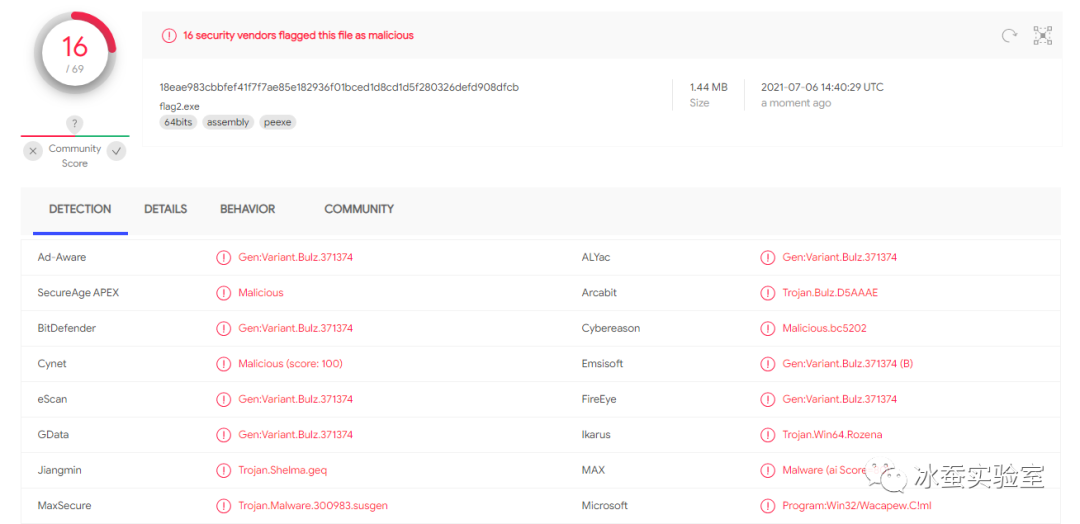 16
/ 69
?
Community
Score
16 security vendors flagged this file as malicious
18eae983cbbfef41f7f7ae85e182936f01bced1d8cd1d5f280326defd908dfcb
flag2.exe
64bits assembly peexe
1.44 MB
Size
2021-07-06 14:40:29 UTC
a moment ago
DETECTION DETAILS BEHAVIOR COMMUNITY
Ad-Aware Gen:Variant.Bulz.371374 ALYac Gen:Variant.Bulz.371374
SecureAge APEX Malicious Arcabit Trojan.Bulz.D5AAAE
BitDefender Gen:Variant.Bulz.371374 Cybereason Malicious.bc5202
Cynet Malicious (score: 100) Emsisoft Gen:Variant.Bulz.371374 (B)
eScan Gen:Variant.Bulz.371374 FireEye Gen:Variant.Bulz.371374
GData Gen:Variant.Bulz.371374 Ikarus Trojan.Win64.Rozena
Jiangmin Trojan.Shelma.geq MAX Malware (ai Score
MaxSecure Trojan.Malware.300983.susgen Microsoft Program:Win32/Wacapew.C!ml
冰蚕实验室